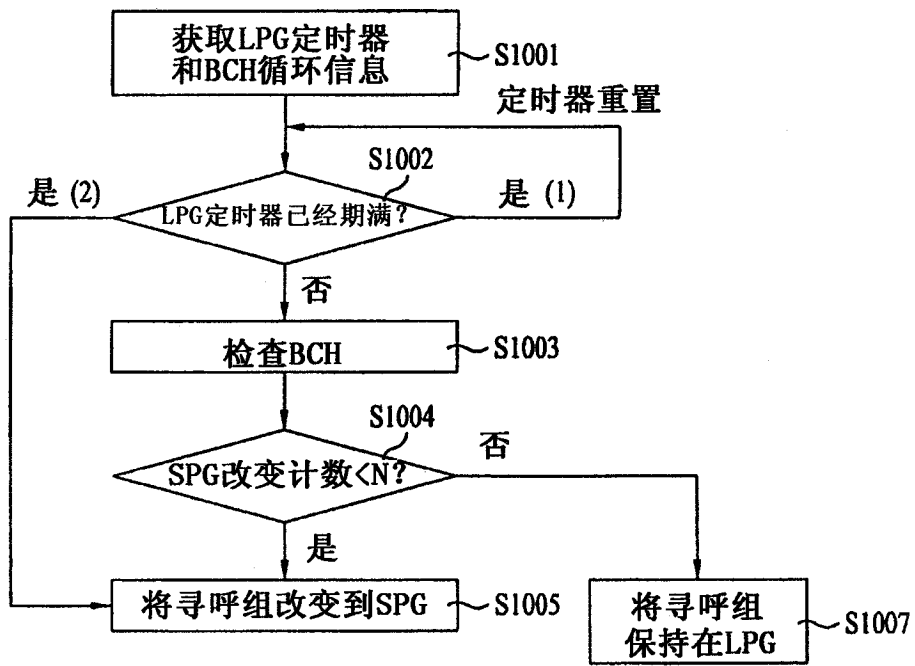 获取LPG定时器
和BCH循环信息
S1001
定时器重置
S1002
是 (2)
LPG定时器已经期满?
是 (1)
否
检查BCH
S1003
S1004
SPG改变计数<N?
否
是
将寻呼组改变到SPG
S1005
将寻呼组
保持在LPG
S1007